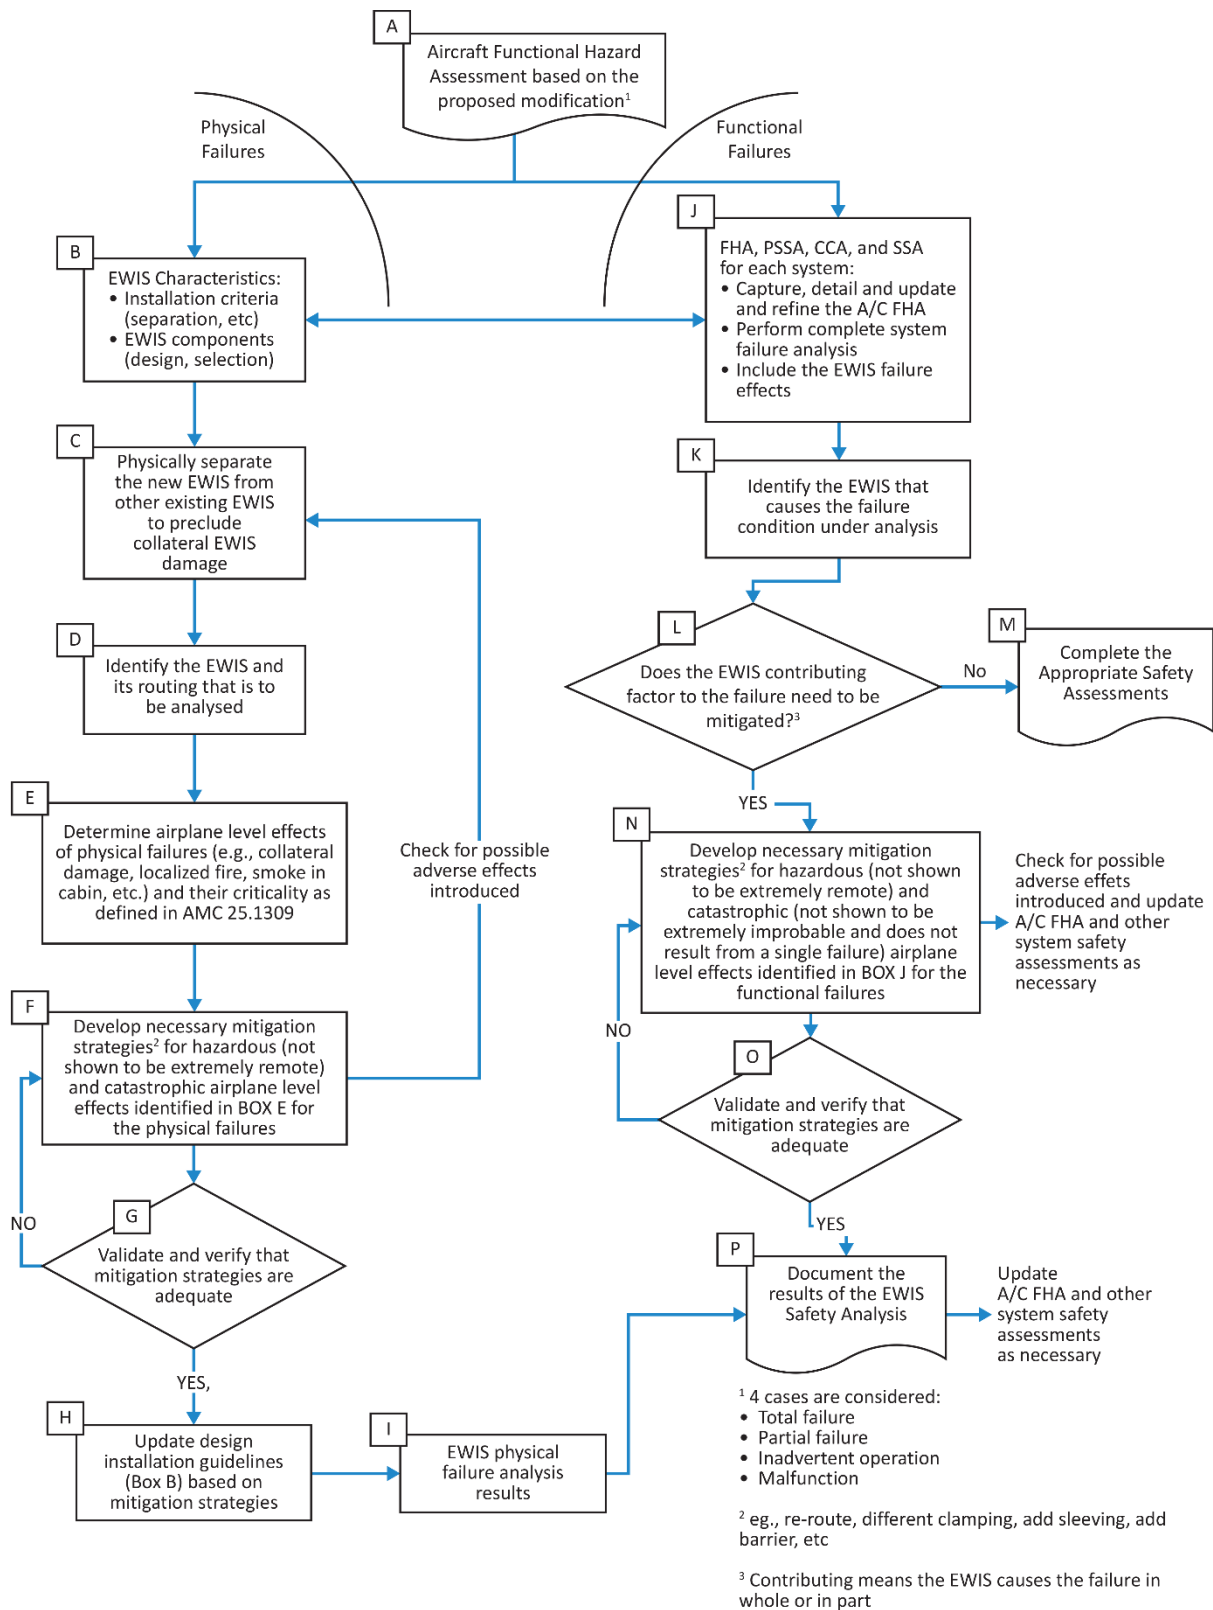 A
Aircraft Functional Hazard
Assessment based on the
proposed modification¹
Physical
Failures
Functional
Failures
B
EWIS Characteristics:
• Installation criteria
(separation, etc)
• EWIS components
(design, selection)
J
FHA, PSSA, CCA, and SSA
for each system:
• Capture, detail and update
and refine the A/C FHA
• Perform complete system
failure analysis
• Include the EWIS failure
effects
C
Physically separate
the new EWIS from
other existing EWIS
to preclude
collateral EWIS
damage
K
Identify the EWIS that
causes the failure
condition under analysis
D
Identify the EWIS and
its routing that is to
be analysed
L
Does the EWIS contributing
factor to the failure need to be
mitigated?³
No
M
Complete the
Appropriate Safety
Assessments
YES
E
Determine airplane level effects
of physical failures (e.g., collateral
damage, localized fire, smoke in
cabin, etc.) and their criticality as
defined in AMC 25.1309
Check for possible
adverse effects
introduced
N
Develop necessary mitigation
strategies² for hazardous (not
shown to be extremely remote) and
catastrophic (not shown to be
extremely improbable and does not
result from a single failure) airplane
level effects identified in BOX J for the
functional failures
Check for possible
adverse effets
introduced and update
A/C FHA and other
system safety
assessments as
necessary
F
Develop necessary mitigation
strategies² for hazardous (not
shown to be extremely remote)
and catastrophic airplane level
effects identified in BOX E for
the physical failures
NO
O
Validate and verify that
mitigation strategies are
adequate
YES
G
Validate and verify that
mitigation strategies are
adequate
NO
YES,
P
Document the
results of the EWIS
Safety Analysis
Update
A/C FHA and other
system safety
assessments
as necessary
H
Update design
installation guidelines
(Box B) based on
mitigation strategies
I
EWIS physical
failure analysis
results
¹ 4 cases are considered:
• Total failure
• Partial failure
• Inadvertent operation
• Malfunction
² eg., re-route, different clamping, add sleeving, add
barrier, etc
³ Contributing means the EWIS causes the failure in
whole or in part